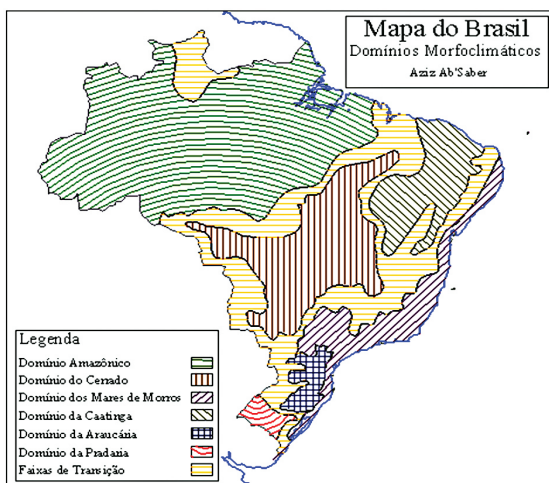 Mapa do Brasil
Domínios Morfoclimáticos
Aziz Ab'Saber
Legenda
Domínio Amazônico
Domínio do Cerrado
Domínio dos Mares de Morros
Domínio da Caatinga
Domínio da Araucária
Domínio da Pradaria
Faixas de Transição